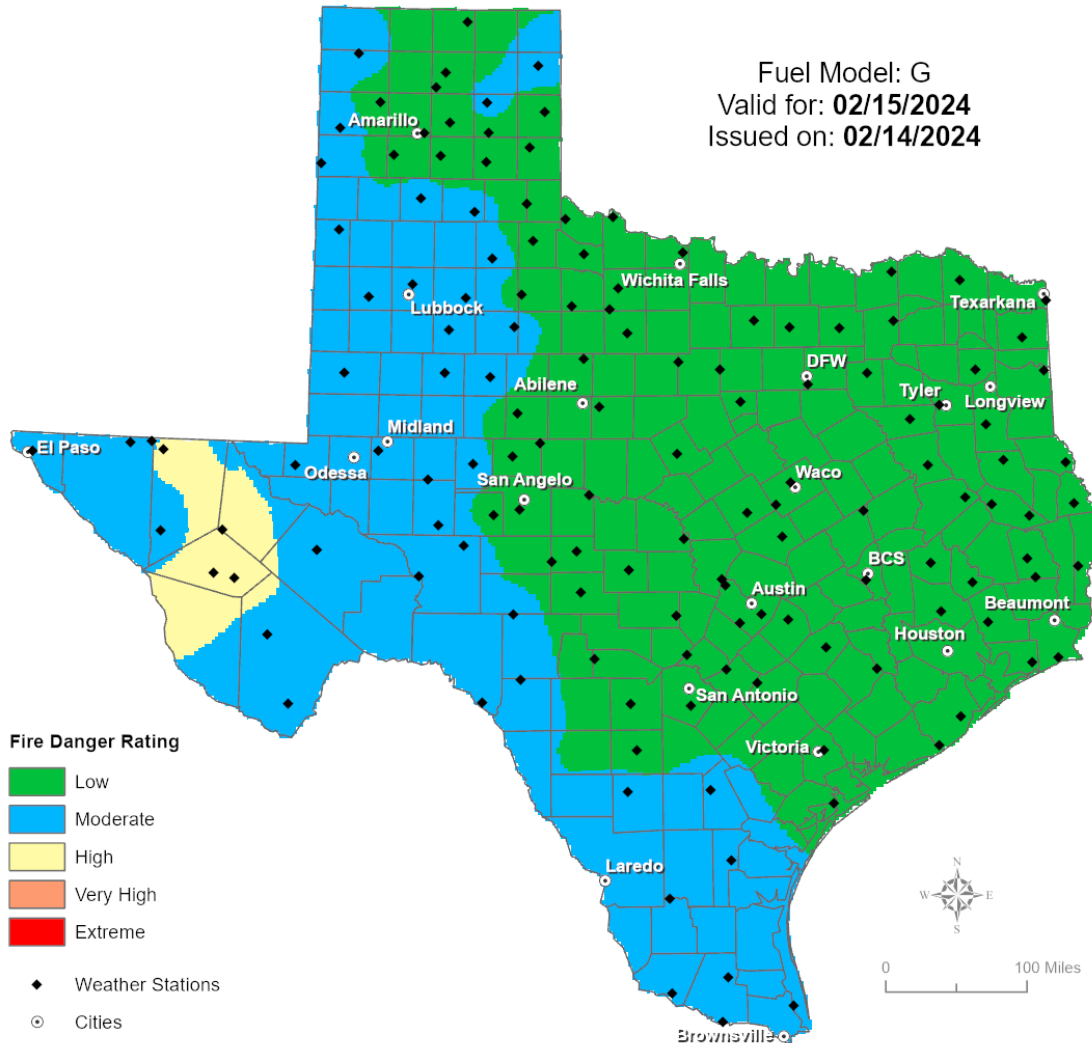 Fuel Model: G
Valid for: 02/15/2024
Issued on: 02/14/2024
Amarillo
Wichita Falls
Lubbock
Texarkana
DFW
Abilene
Tyler
Longview
Midland
El Paso
Odessa
San Angelo
Waco
BCS
Austin
Beaumont
Houston
San Antonio
Victoria
Laredo
Brownsville
Fire Danger Rating
Low
Moderate
High
Very High
Extreme
Weather Stations
Cities
N
W
E
S
0
100 Miles